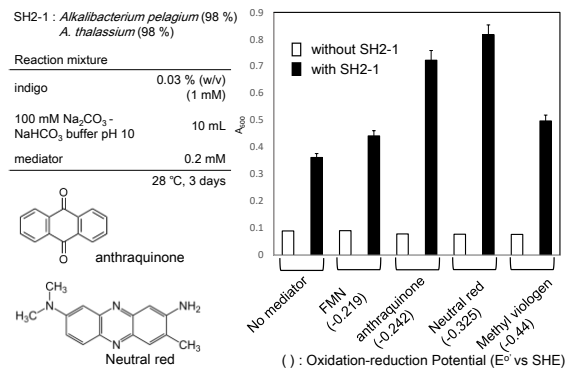 SH2-1 : Alkalibacterium pelagium (98 %)
A. thalassium (98 %)
Reaction mixture
indigo 0.03 % (w/v)
(1 mM)
100 mM Na₂CO₃ -
NaHCO₃ buffer pH 10 10 mL
mediator 0.2 mM
28 ℃, 3 days
O
O
anthraquinone
CH₃
N
H₃C
N
N
NH₂
CH₃
Neutral red
0.9
0.8
0.7
0.6
0.5
0.4
0.3
0.2
0.1
0
A₆₀₀
without SH2-1
with SH2-1
No mediator
FMN
(-0.219)
anthraquinone
(-0.242)
Neutral red
(-0.325)
Methyl viologen
(-0.44)
( ) : Oxidation-reduction Potential (E°' vs SHE)